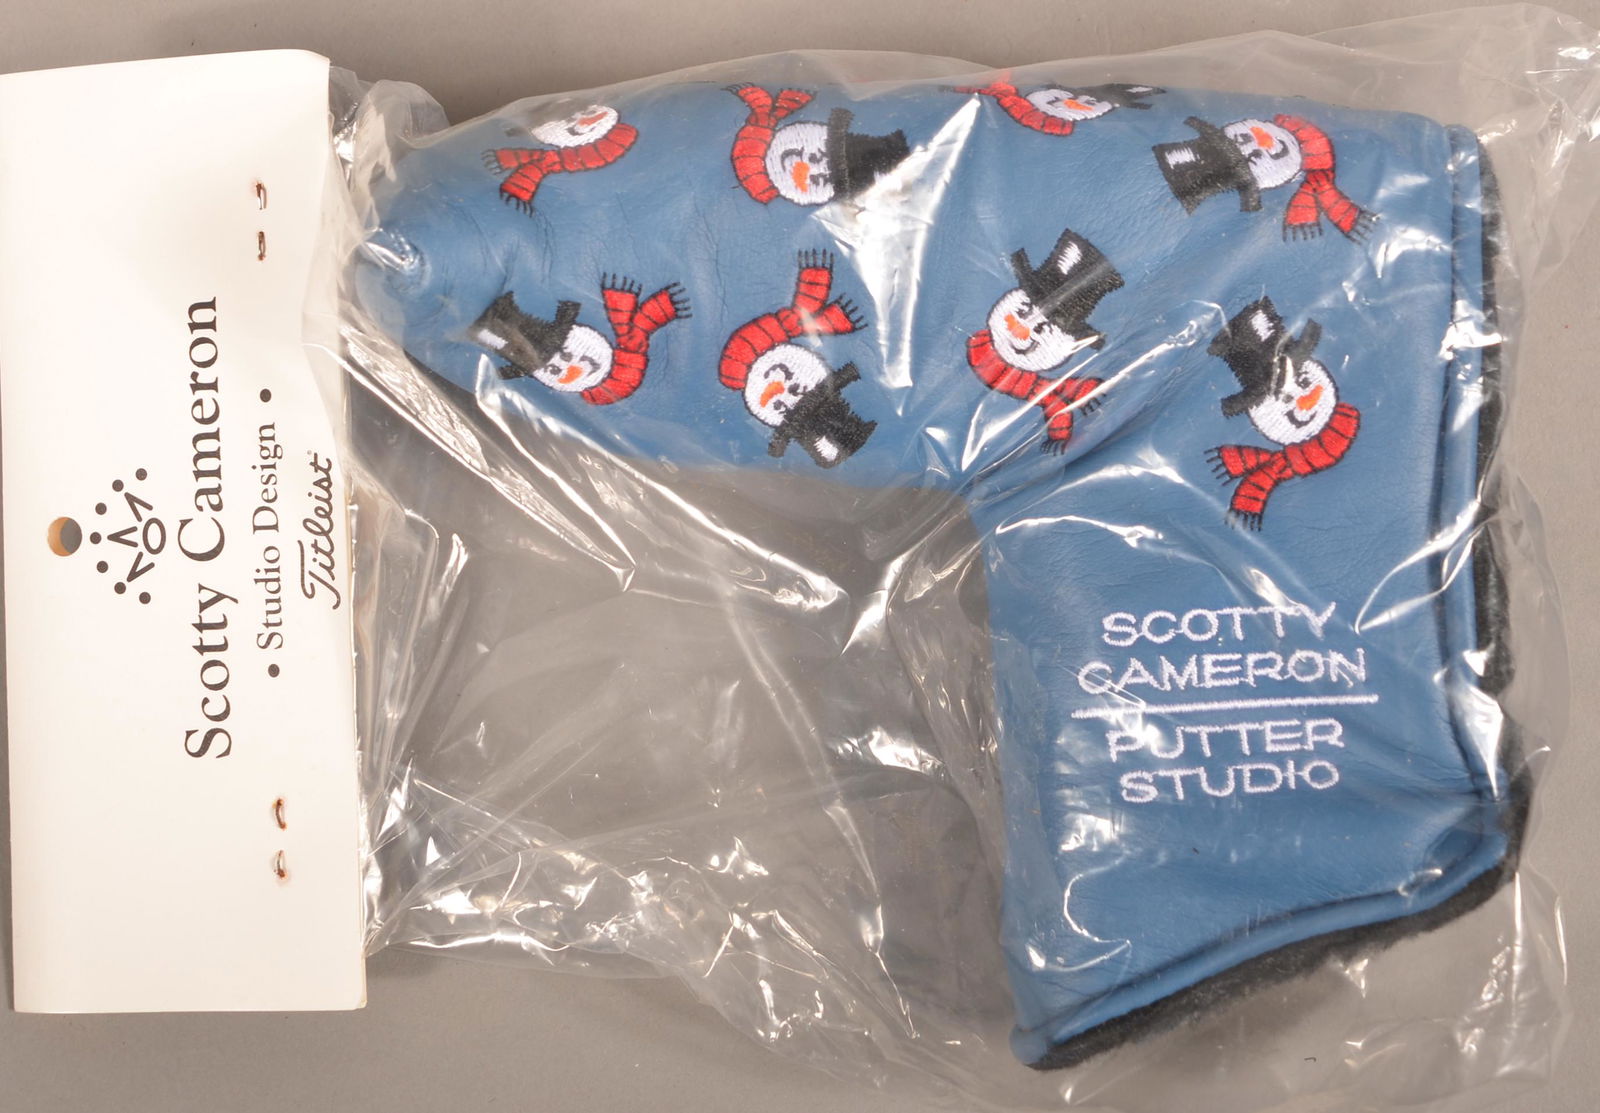 Scotty Cameron
• Studio Design •
Titleist
SCOTTY
CAMERON
PUTTER
STUDIO